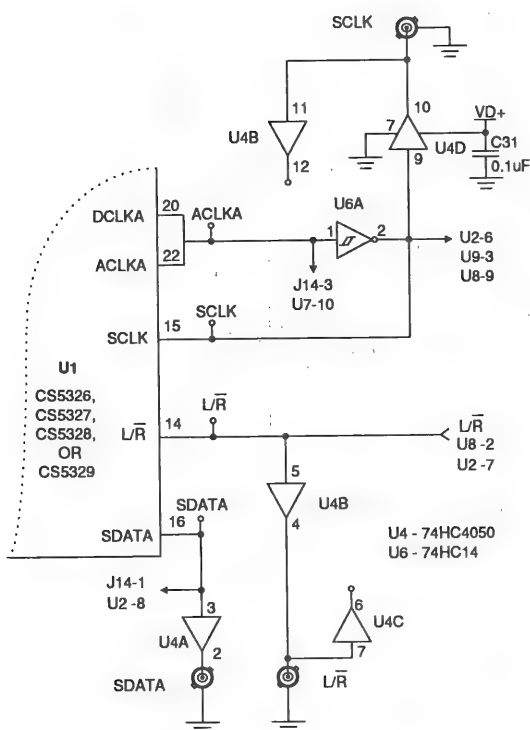 SCLK
11
U4B
12
10
7
U4D
9
VD+
C31
0.1uF
U6A
20
DCLKA
ACLKA
1
2
22
ACLKA
J14-3
U7-10
U2-6
U9-3
U8-9
SCLK
15
SCLK
U1
CS5326,
CS5327,
CS5328,
OR
CS5329
L/R̅
14
L/R̅
L/R̅
U8 -2
U2 -7
5
U4B
4
U4 - 74HC4050
U6 - 74HC14
SDATA
16
SDATA
J14-1
U2 -8
3
U4A
2
6
U4C
7
SDATA
L/R̅